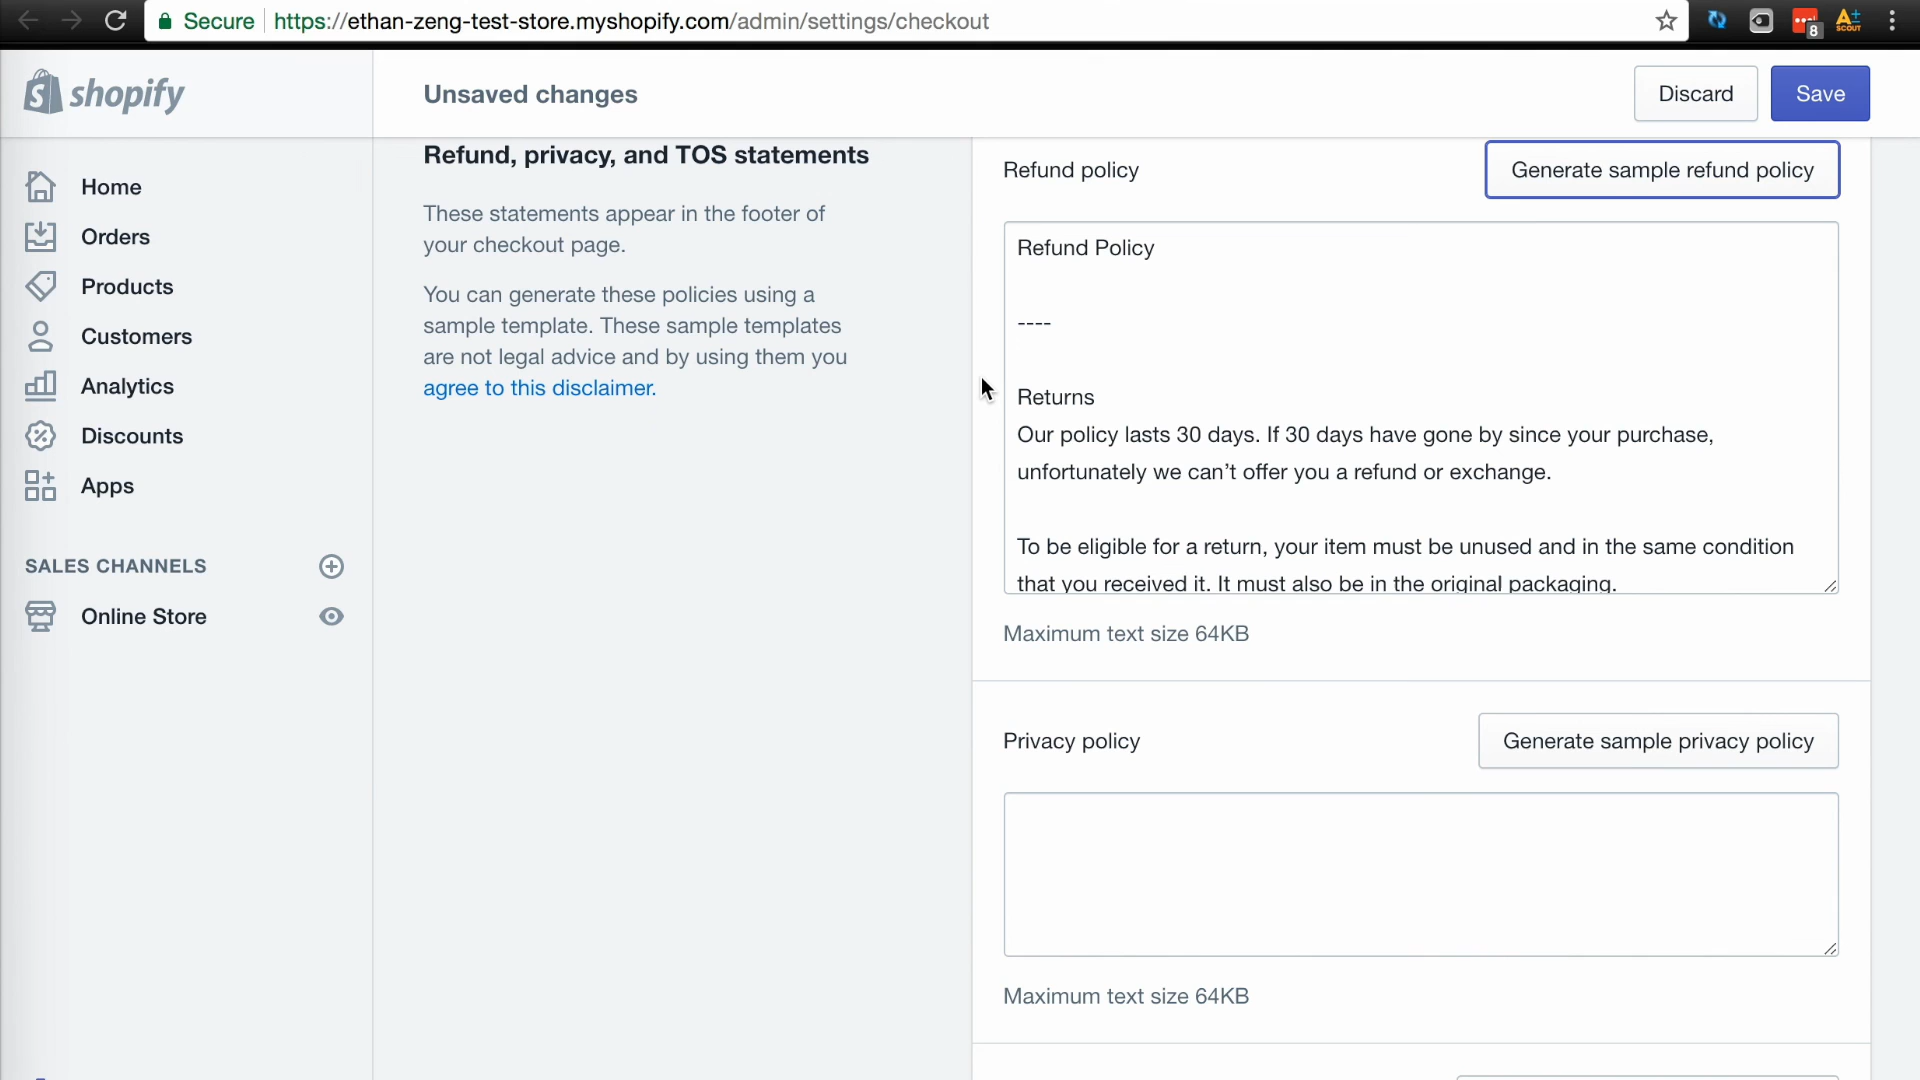 Secure
https://ethan-zeng-test-store.myshopify.com/admin/settings/checkout
8
A+
SCOUT
shopify
Unsaved changes
Discard
Save
Home
Orders
Products
Customers
Analytics
Discounts
Apps
SALES CHANNELS
Online Store
Refund, privacy, and TOS statements
These statements appear in the footer of
your checkout page.
You can generate these policies using a
sample template. These sample templates
are not legal advice and by using them you
agree to this disclaimer.
Refund policy
Generate sample refund policy
Refund Policy
----
Returns
Our policy lasts 30 days. If 30 days have gone by since your purchase,
unfortunately we can’t offer you a refund or exchange.
To be eligible for a return, your item must be unused and in the same condition
that you received it. It must also be in the original packaging.
Maximum text size 64KB
Privacy policy
Generate sample privacy policy
Maximum text size 64KB